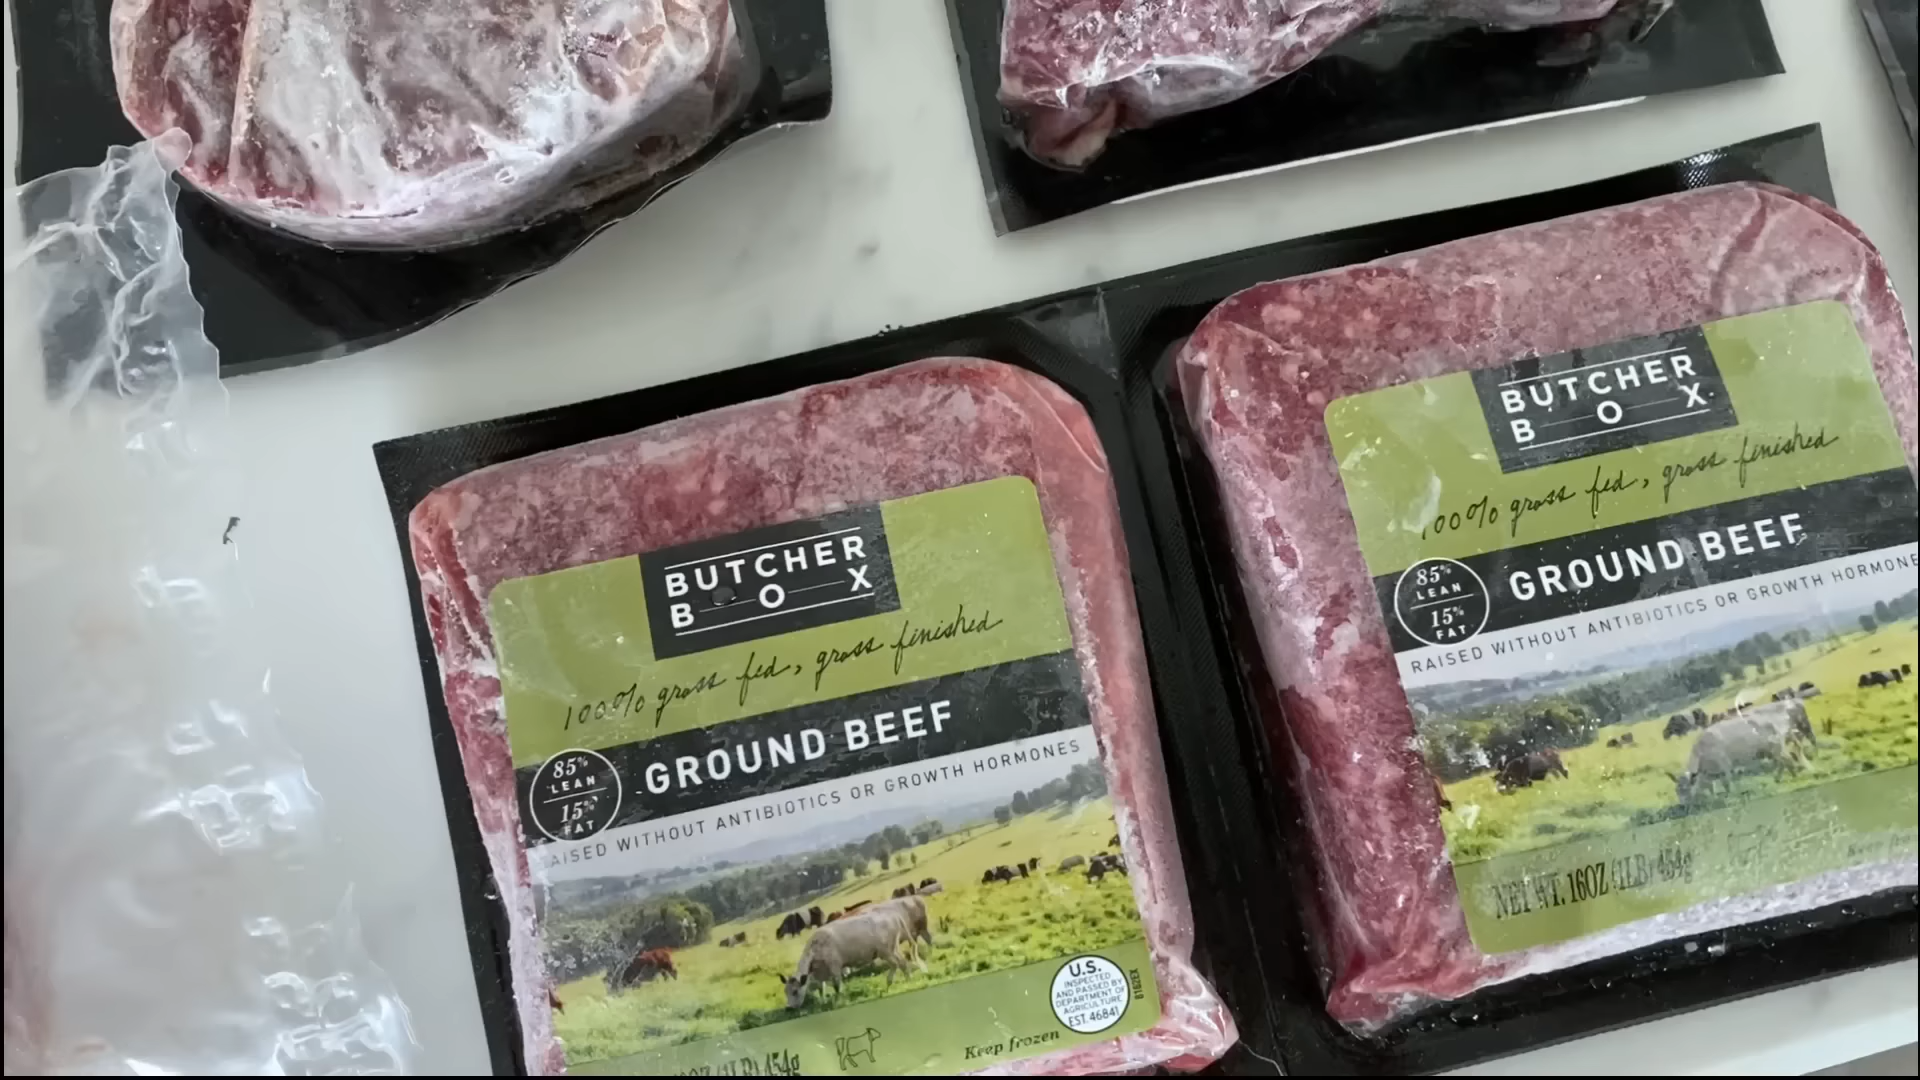 BUTCHER
B O X
100% grass fed, grass finished
85%
LEAN
15%
FAT
GROUND BEEF
RAISED WITHOUT ANTIBIOTICS OR GROWTH HORMONES
U.S.
INSPECTED
AND PASSED BY
DEPARTMENT OF
AGRICULTURE
EST. 46841
Keep frozen
(1LB) 454g
BUTCHER
B O X
100% grass fed, grass finished
85%
LEAN
15%
FAT
GROUND BEEF
RAISED WITHOUT ANTIBIOTICS OR GROWTH HORMONE
NET WT. 16OZ (1LB) 454g